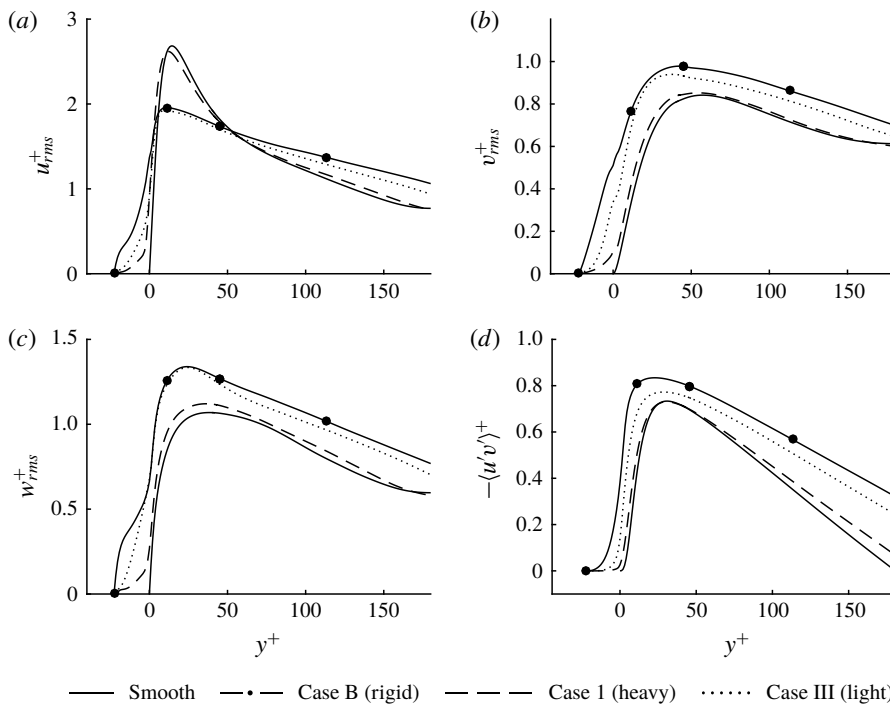 (a)
3
2
1
0
0
50
100
150
u+rms
(b)
1.0
0.8
0.6
0.4
0.2
0
0
50
100
150
v+rms
(c)
1.5
1.0
0.5
0
0
50
100
150
w+rms
y+
(d)
1.0
0.8
0.6
0.4
0.2
0
0
50
100
150
−⟨u′v′⟩+
y+
Smooth
Case B (rigid)
Case 1 (heavy)
Case III (light)